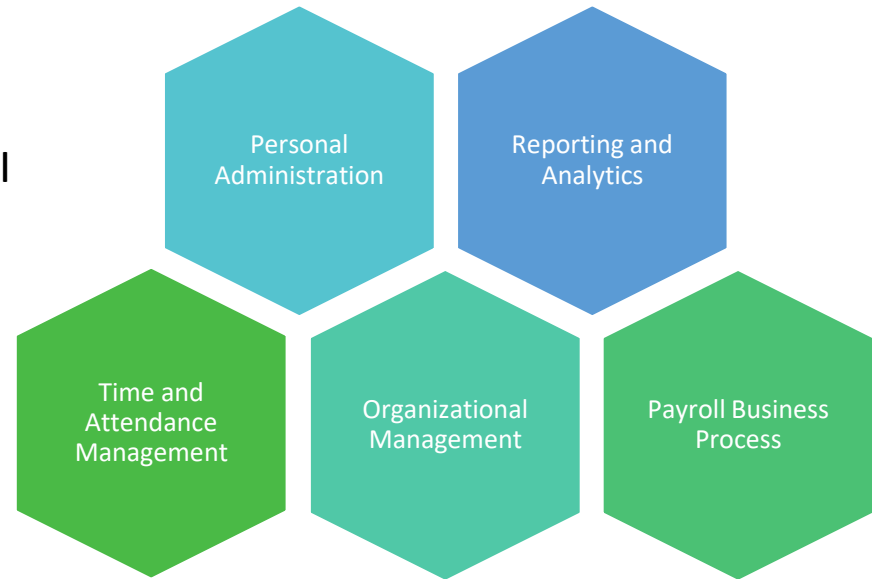 Personal
Administration
Reporting and
Analytics
l
Time and
Attendance
Management
Organizational
Management
Payroll Business
Process